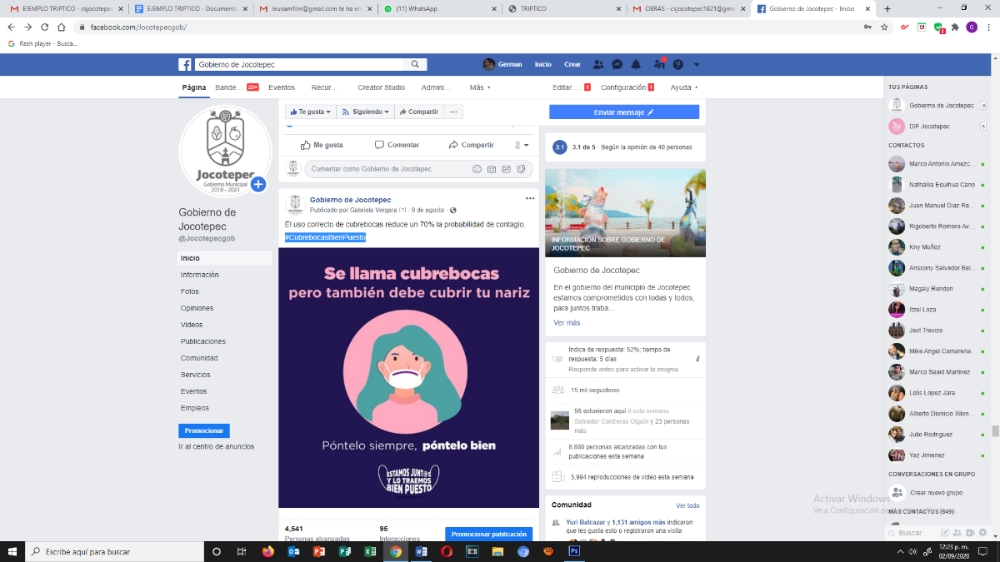 EJEMPLO TRIPTICO - csjocotepec
EJEMPLO TRIPTICO - Documento
leunamfilm@gmail.com te ha en
(11) WhatsApp
TRIPTICO
OBRAS - csjocotepec1821@gma
Gobierno de Jocotepec - Inicio
facebook.com/Jocotepecgob/
flash player - Busca...
Gobierno de Jocotepec
German
Inicio
Crear
Página
Bande...
20+
Eventos
Recur...
Creator Studio
Admini...
Más
Editar ...
1
Configuración
1
Ayuda
Te gusta
Siguiendo
Compartir
Enviar mensaje
Jocotepec
Gobierno Municipal
2018 - 2021
Gobierno de
Jocotepec
@Jocotepecgob
Inicio
Información
Fotos
Opiniones
Videos
Publicaciones
Comunidad
Servicios
Eventos
Empleos
Promocionar
Ir al centro de anuncios
Me gusta
Comentar
Compartir
Comentar como Gobierno de Jocotepec
Gobierno de Jocotepec
Publicado por Gabriela Vergara [?] · 9 de agosto ·
El uso correcto de cubrebocas reduce un 70% la probabilidad de contagio.
#CubrebocasBienPuesto
Se llama cubrebocas
pero también debe cubrir tu nariz
Póntelo siempre, póntelo bien
ESTAMOS JUNT@S
Y LO TRAEMOS
BIEN PUESTO
4,541
Personas alcanzadas
95
Interacciones
Promocionar publicación
3.1
3.1 de 5 · Según la opinión de 40 personas
INFORMACIÓN SOBRE GOBIERNO DE
JOCOTEPEC
Gobierno de Jocotepec
En el gobierno del municipio de Jocotepec
estamos comprometidos con todas y todos,
para juntos traba...
Ver más
Índice de respuesta: 52%; tiempo de
respuesta: 5 días
Responde antes para activar la insignia
15 mil seguidores
96 estuvieron aquí 0 esta semana
Salvador Contreras Olguin y 23 personas
más
8,880 personas alcanzadas con tus
publicaciones esta semana
5,994 reproducciones de video esta semana
Comunidad
Ver todo
Yuri Balcazar y 1,131 amigos más indicaron
que les gusta esto o registraron una visita
TUS PÁGINAS
Gobierno de Jocotepec
9
DIF Jocotepec
5
CONTACTOS
Marco Antonio Amezc...
Nathaliia Equihua Cano
Juan Manuel Diaz Re...
Rigoberto Romero Av...
Kny Muñoz
Anssony Salvador Bel...
Magaly Rendon
Itzel Loza
Jest Trevizo
Mike Angel Camarena
Marco Saaid Martinez
Lolis Lopez Jara
Alberto Dionicio Xilon...
Julio Rodriguez
Yaz Jimenez
CONVERSACIONES EN GRUPO
Crear nuevo grupo
MÁS CONTACTOS (549)
Buscar
Activar Windows
Ve a Configuración
Escribe aquí para buscar
12:23 p. m.
02/09/2020